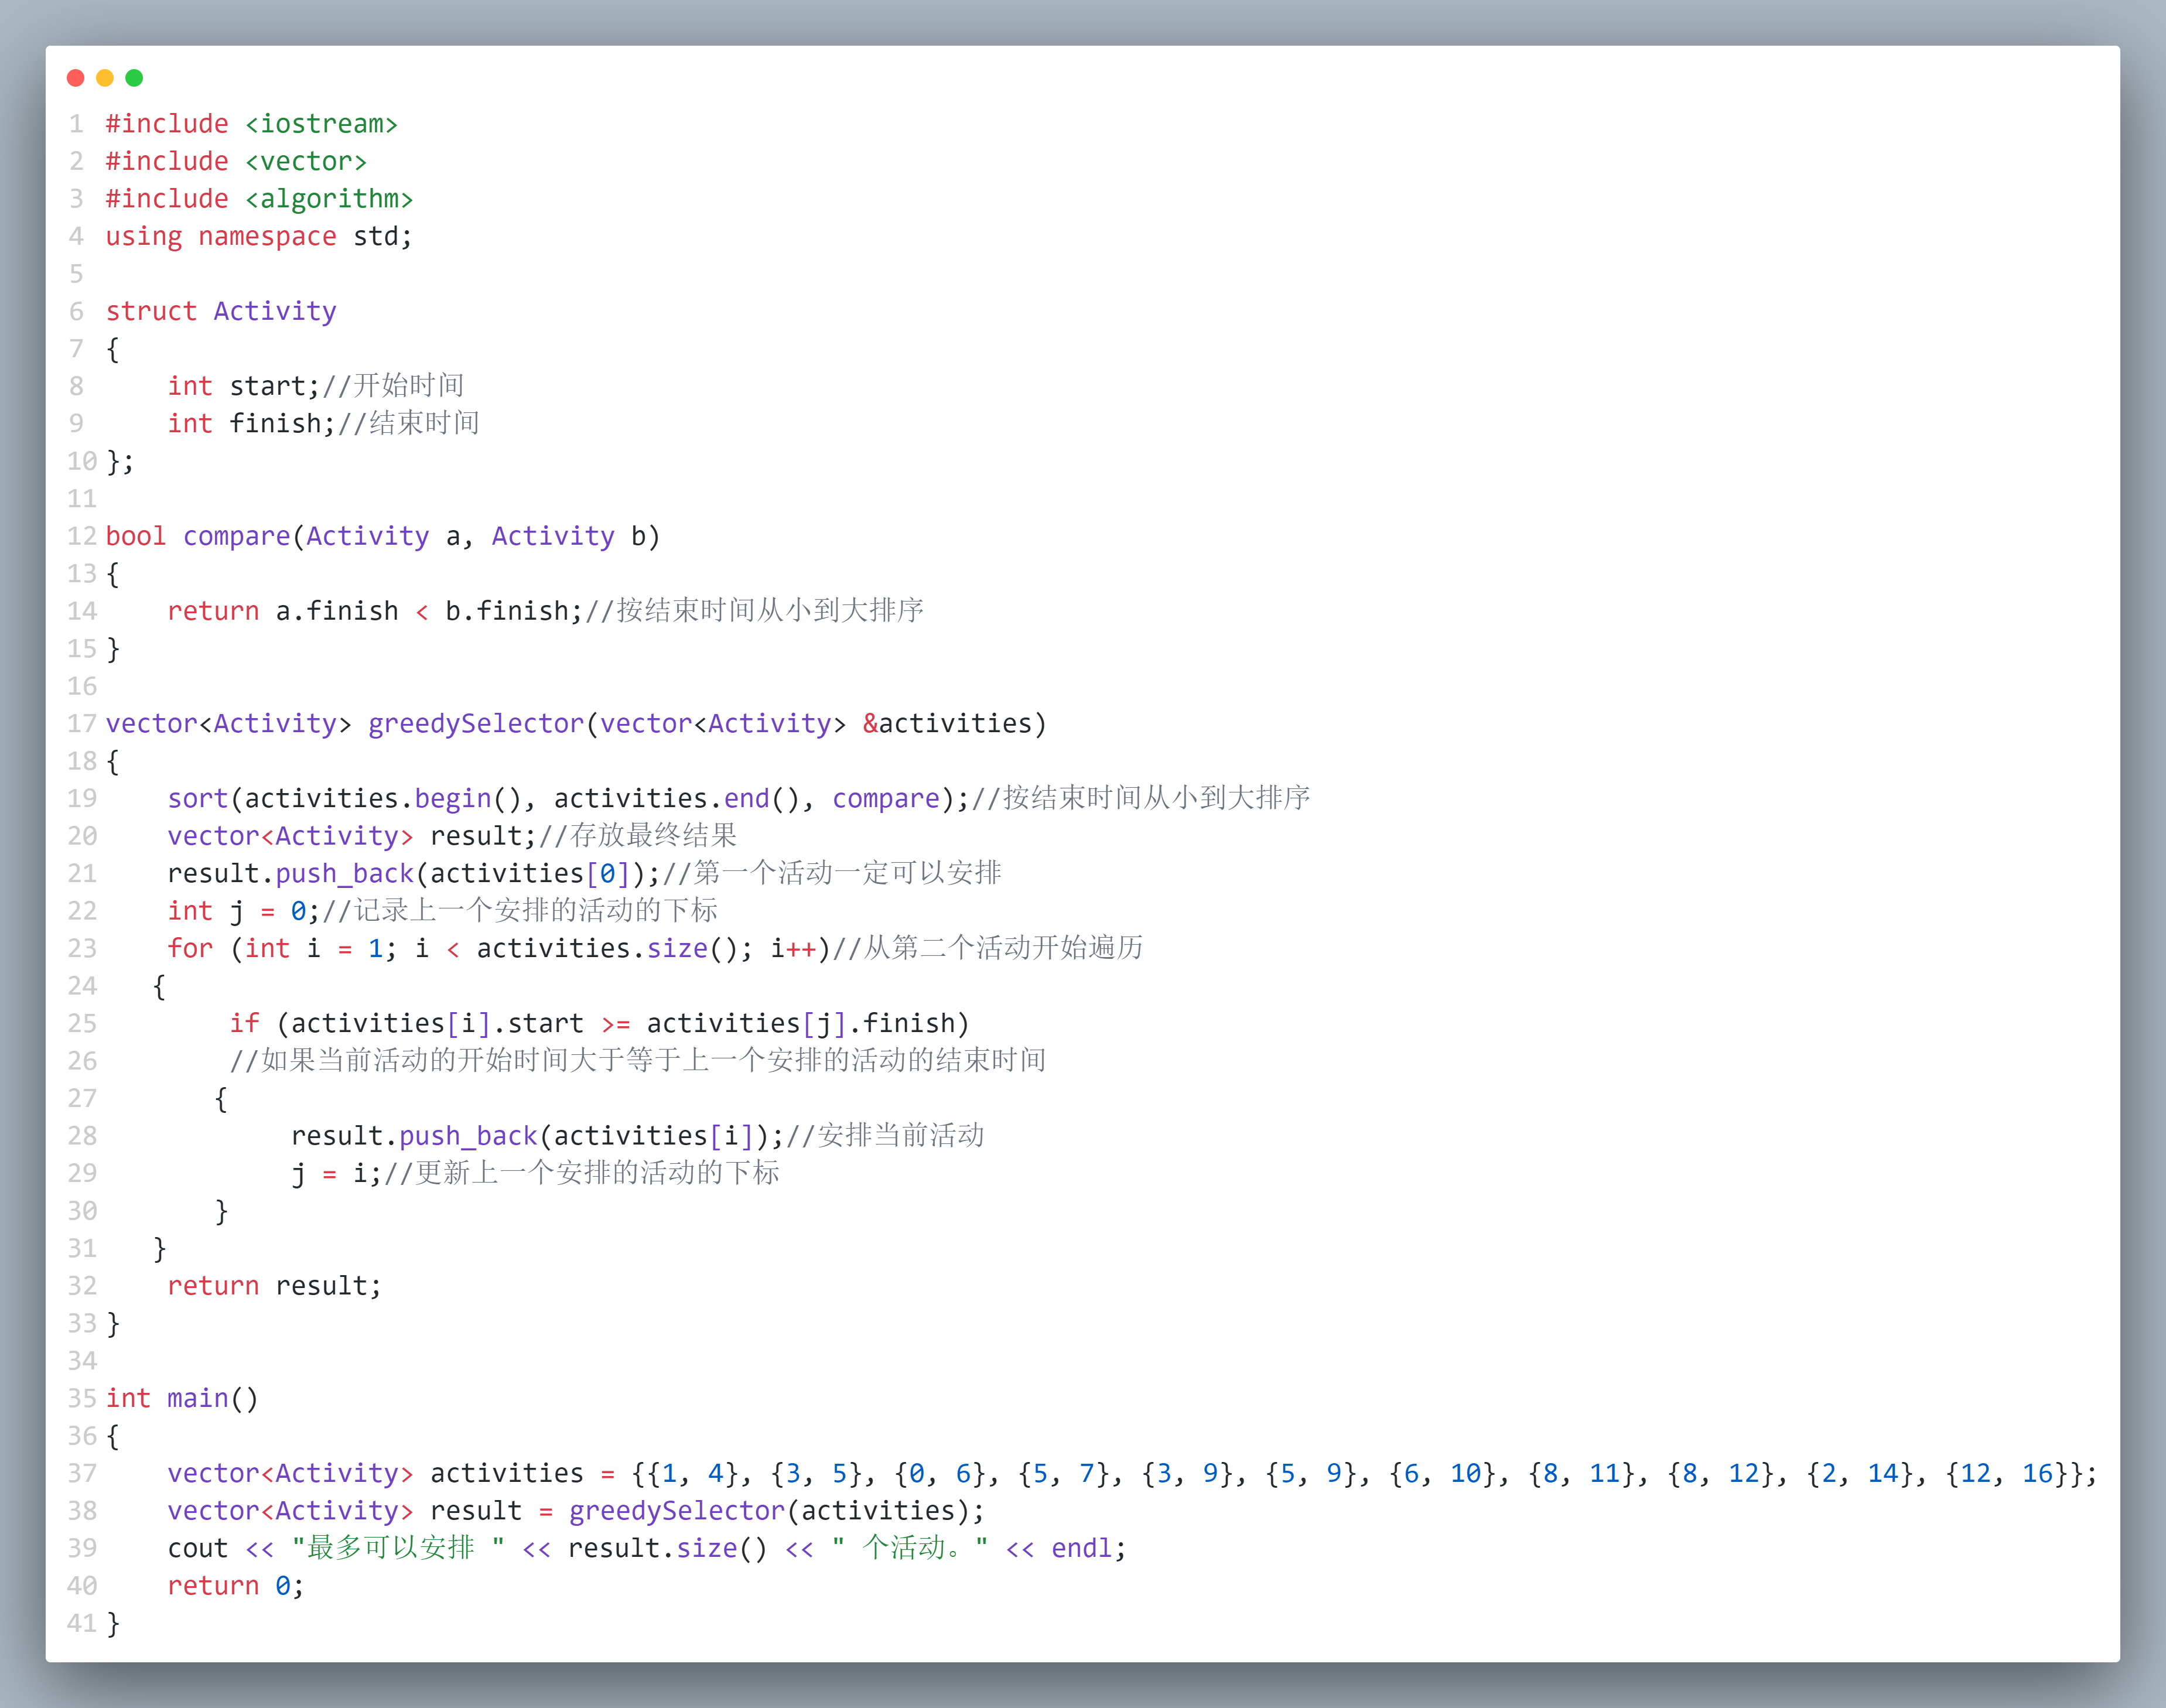 1 #include <iostream>
2 #include <vector>
3 #include <algorithm>
4 using namespace std;
5
6 struct Activity
7 {
8     int start;//开始时间
9     int finish;//结束时间
10 };
11
12 bool compare(Activity a, Activity b)
13 {
14     return a.finish < b.finish;//按结束时间从小到大排序
15 }
16
17 vector<Activity> greedySelector(vector<Activity> &activities)
18 {
19     sort(activities.begin(), activities.end(), compare);//按结束时间从小到大排序
20     vector<Activity> result;//存放最终结果
21     result.push_back(activities[0]);//第一个活动一定可以安排
22     int j = 0;//记录上一个安排的活动的下标
23     for (int i = 1; i < activities.size(); i++)//从第二个活动开始遍历
24    {
25         if (activities[i].start >= activities[j].finish)
26         //如果当前活动的开始时间大于等于上一个安排的活动的结束时间
27        {
28             result.push_back(activities[i]);//安排当前活动
29             j = i;//更新上一个安排的活动的下标
30        }
31    }
32     return result;
33 }
34
35 int main()
36 {
37     vector<Activity> activities = {{1, 4}, {3, 5}, {0, 6}, {5, 7}, {3, 9}, {5, 9}, {6, 10}, {8, 11}, {8, 12}, {2, 14}, {12, 16}};
38     vector<Activity> result = greedySelector(activities);
39     cout << "最多可以安排 " << result.size() << " 个活动。" << endl;
40     return 0;
41 }